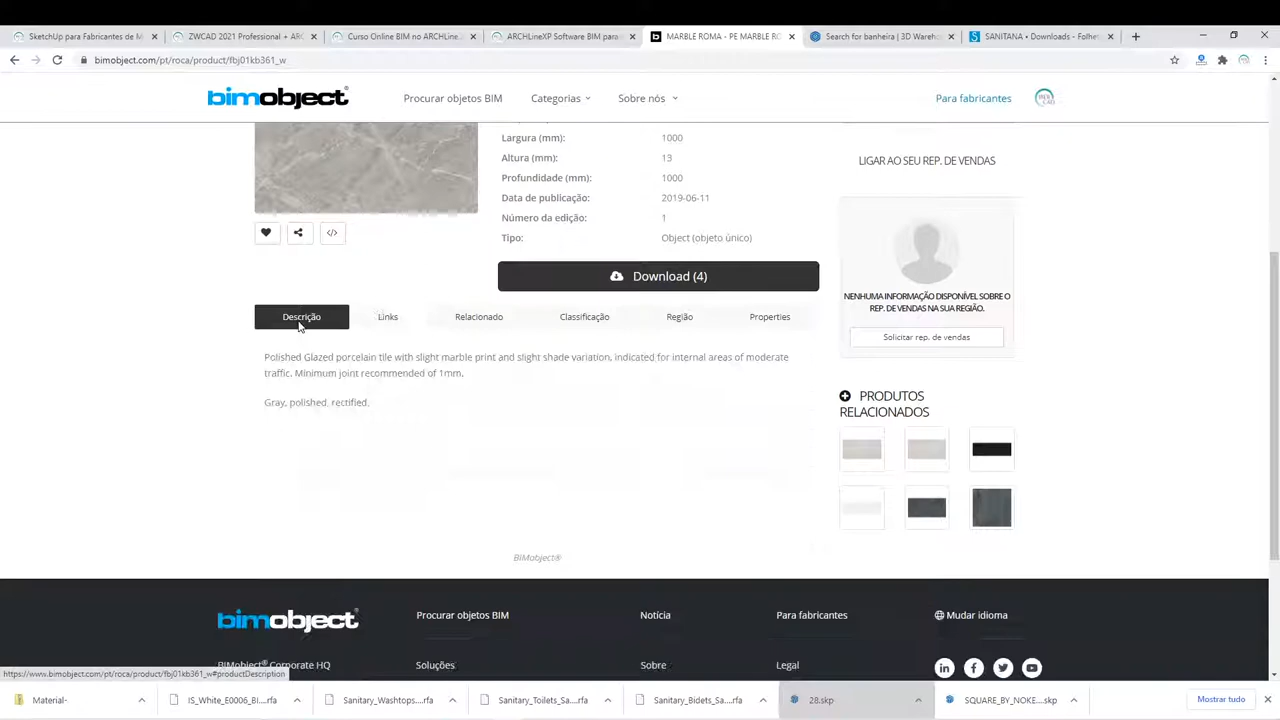 SketchUp para Fabricantes de M
ZWCAD 2021 Professional + AR
Curso Online BIM no ARCHLine.
ARCHLineXP Software BIM para
MARBLE ROMA - PE MARBLE RO
Search for banheira | 3D Wareho
SANITANA • Downloads - Folhet
bimobject.com/pt/roca/product/fbj01kb361_w
bimobject
Procurar objetos BIM
Categorias
Sobre nós
Para fabricantes
Largura (mm): 1000
Altura (mm): 13
Profundidade (mm): 1000
Data de publicação: 2019-06-11
Número da edição: 1
Tipo: Object (objeto único)
Download (4)
LIGAR AO SEU REP. DE VENDAS
NENHUMA INFORMAÇÃO DISPONÍVEL SOBRE O
REP. DE VENDAS NA SUA REGIÃO.
Solicitar rep. de vendas
Descrição
Links
Relacionado
Classificação
Região
Properties
Polished Glazed porcelain tile with slight marble print and slight shade variation, indicated for internal areas of moderate
traffic. Minimum joint recommended of 1mm.
Gray, polished, rectified.
PRODUTOS
RELACIONADOS
BIMobject®
bimobject
Procurar objetos BIM
Notícia
Para fabricantes
Mudar idioma
BIMobject® Corporate HQ
Soluções
Sobre
Legal
https://www.bimobject.com/pt/roca/product/fbj01kb361_w#productDescription
Material-
IS_White_E0006_BI....rfa
Sanitary_Washtops....rfa
Sanitary_Toilets_Sa....rfa
Sanitary_Bidets_Sa....rfa
28.skp
SQUARE_BY_NOKE....skp
Mostrar tudo